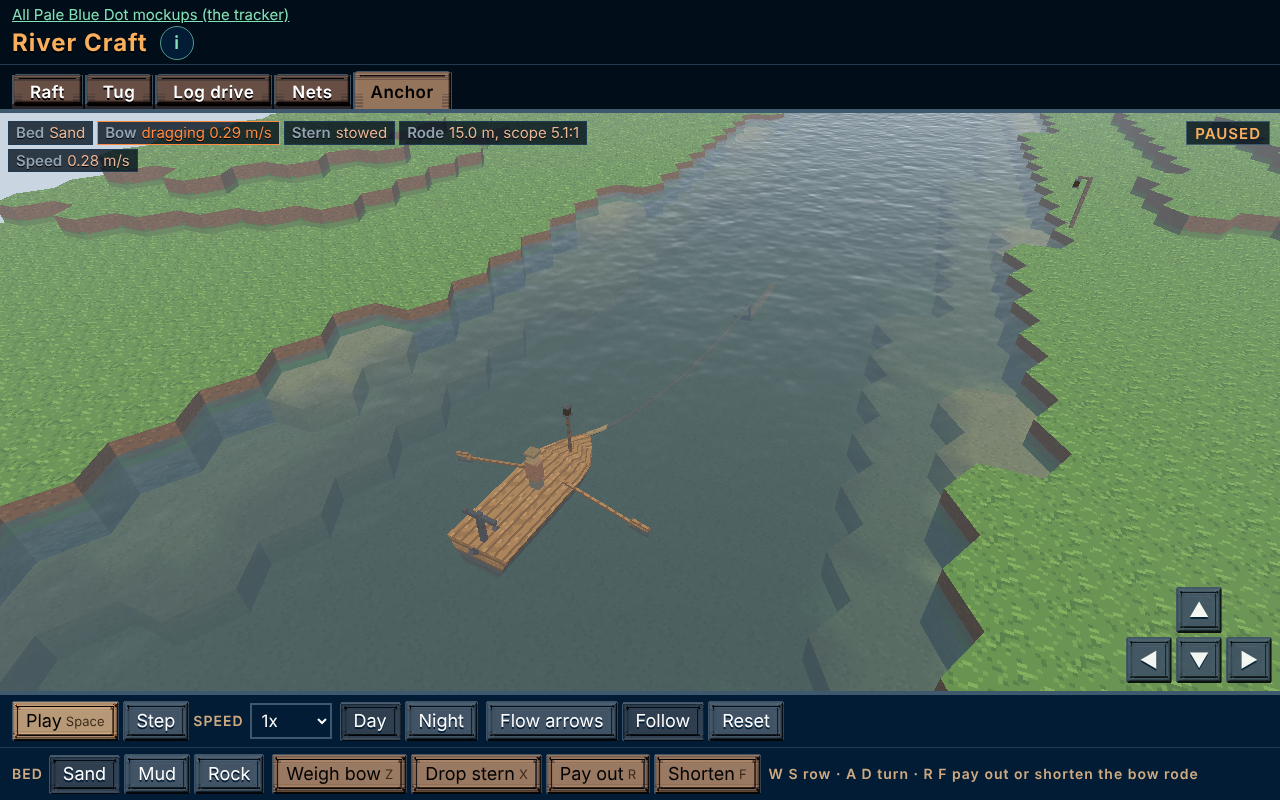 All Pale Blue Dot mockups (the tracker)
River Craft i
Raft Tug Log drive Nets Anchor
Bed Sand Bow dragging 0.29 m/s Stern stowed Rode 15.0 m, scope 5.1:1 PAUSED
Speed 0.28 m/s
Play Space Step SPEED 1x Day Night Flow arrows Follow Reset
BED Sand Mud Rock Weigh bow Z Drop stern X Pay out R Shorten F W S row · A D turn · R F pay out or shorten the bow rode